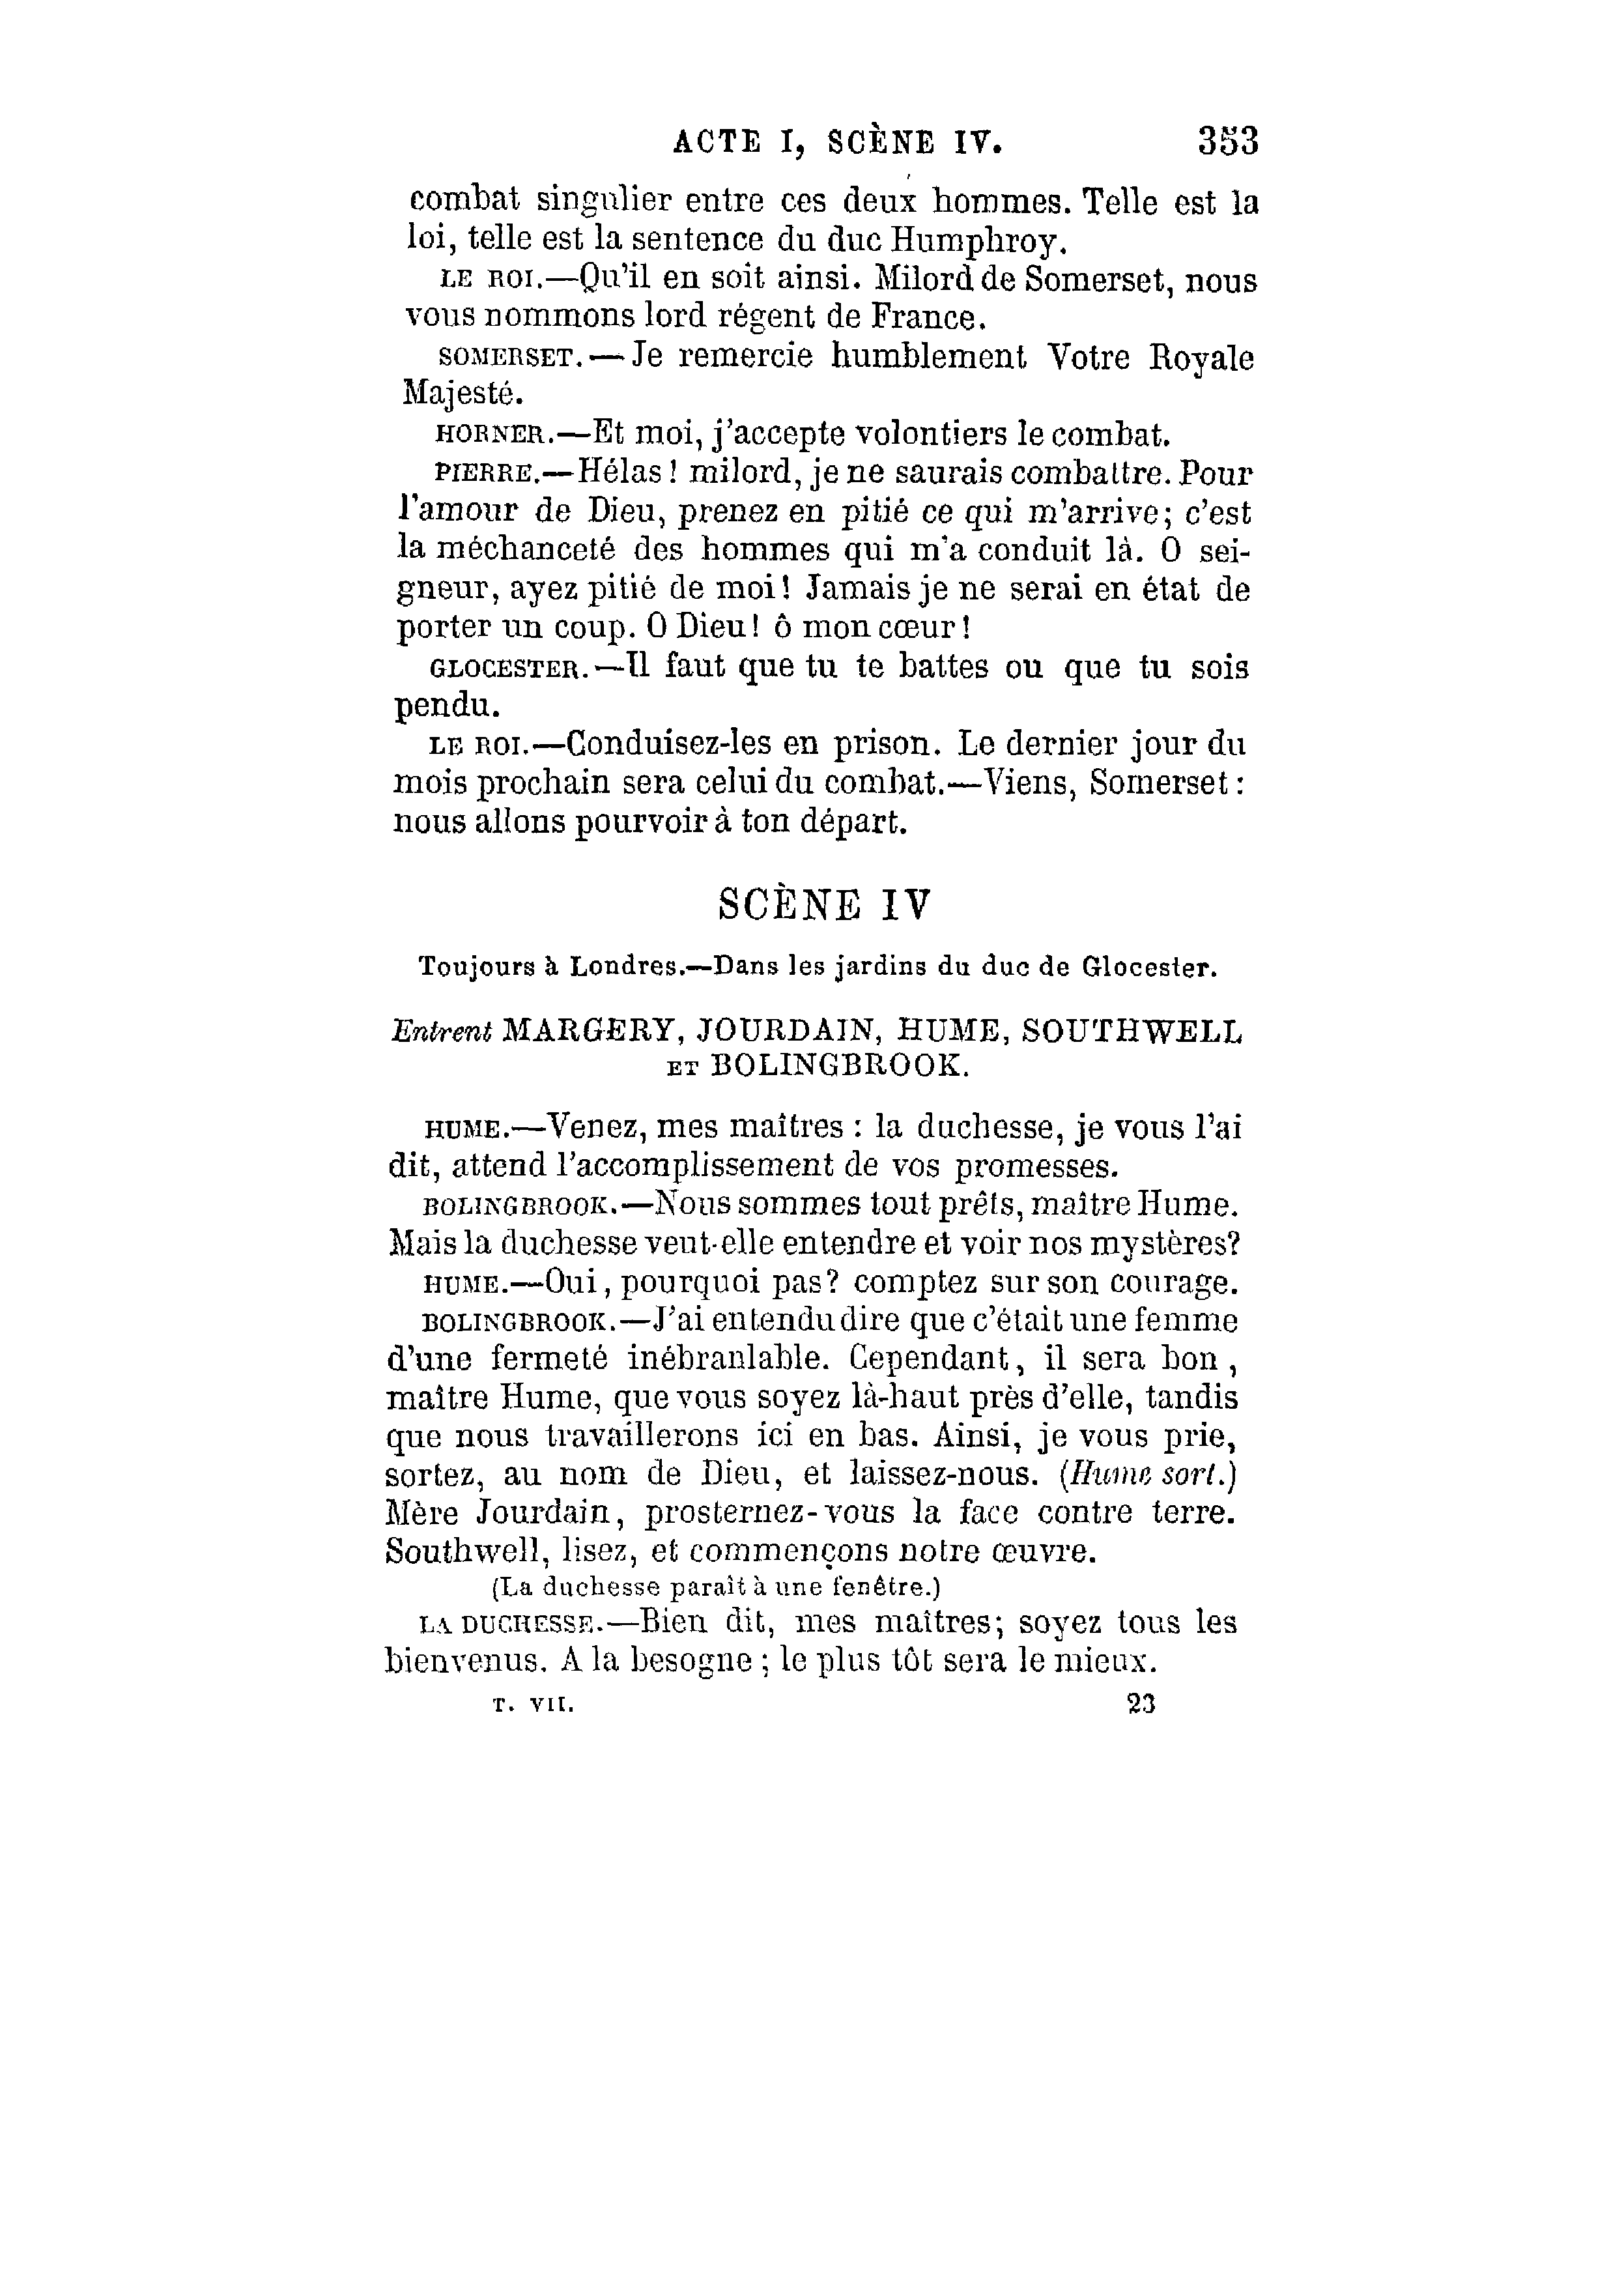 ACTE I, SCÈNE IV. 353
combat singulier entre ces deux hommes. Telle est la
loi, telle est la sentence du duc Humphroy.
LE ROI.—Qu'il en soit ainsi. Milord de Somerset, nous
vous nommons lord régent de France.
SOMERSET.—Je remercie humblement Votre Royale
Majesté.
HORNER.—Et moi, j'accepte volontiers le combat.
PIERRE.—Hélas ! milord, je ne saurais combattre. Pour
l'amour de Dieu, prenez en pitié ce qui m'arrive; c'est
la méchanceté des hommes qui m'a conduit là. O sei-
gneur, ayez pitié de moi ! Jamais je ne serai en état de
porter un coup. O Dieu ! ô mon cœur !
GLOCESTER.—Il faut que tu te battes ou que tu sois
pendu.
LE ROI.—Conduisez-les en prison. Le dernier jour du
mois prochain sera celui du combat.—Viens, Somerset :
nous allons pourvoir à ton départ.
SCÈNE IV
Toujours à Londres.—Dans les jardins du duc de Glocester.
Entrent MARGERY, JOURDAIN, HUME, SOUTHWELL
ET BOLINGBROOK.
HUME.—Venez, mes maîtres : la duchesse, je vous l'ai
dit, attend l'accomplissement de vos promesses.
BOLINGBROOK.—Nous sommes tout prêts, maître Hume.
Mais la duchesse veut-elle entendre et voir nos mystères?
HUME.—Oui, pourquoi pas? comptez sur son courage.
BOLINGBROOK.—J'ai entendu dire que c'était une femme
d'une fermeté inébranlable. Cependant, il sera bon,
maître Hume, que vous soyez là-haut près d'elle, tandis
que nous travaillerons ici en bas. Ainsi, je vous prie,
sortez, au nom de Dieu, et laissez-nous. (Hume sort.)
Mère Jourdain, prosternez-vous la face contre terre.
Southwell, lisez, et commençons notre œuvre.
(La duchesse paraît à une fenêtre.)
LA DUCHESSE.—Bien dit, mes maîtres; soyez tous les
bienvenus. A la besogne ; le plus tôt sera le mieux.
T. VII. 23